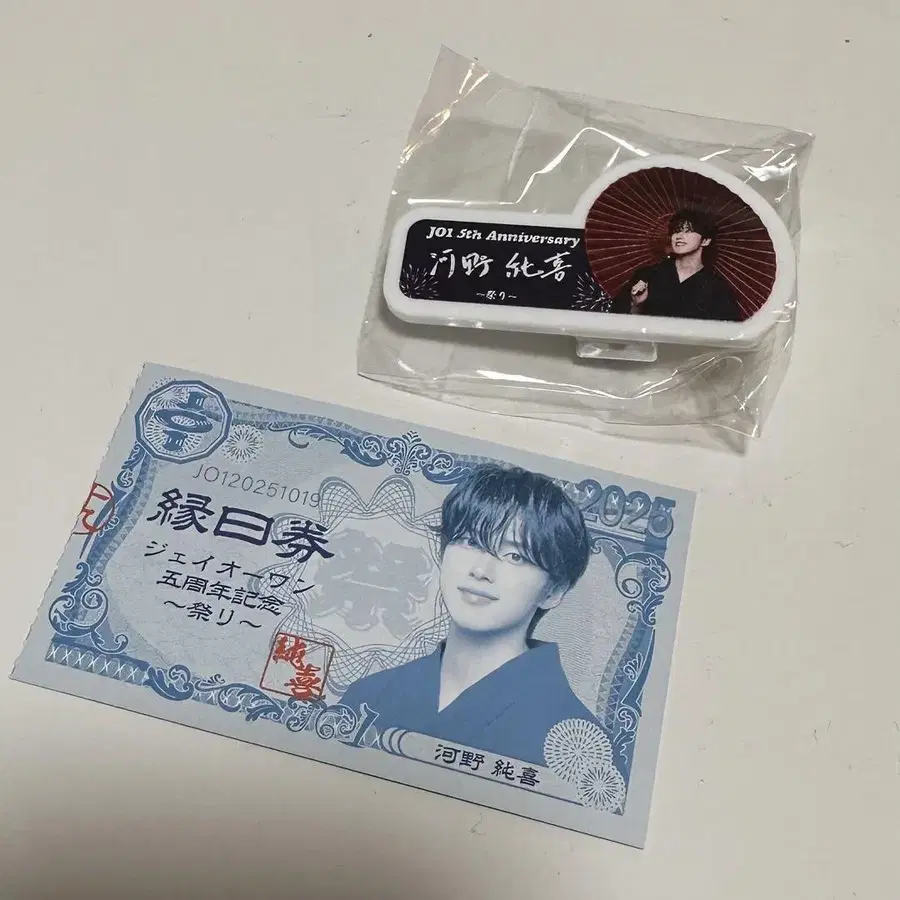 JO1 5th Anniversary
河野 純喜
~祭り~
JO120251019
2025
縁日券
ジェイオーワン
五周年記念
~祭り~
祭
純喜
河野 純喜